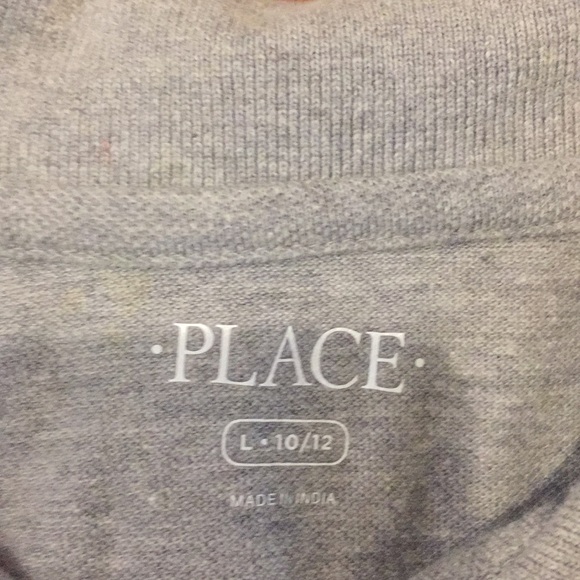 ·PLACE·
L • 10/12
MADE IN INDIA